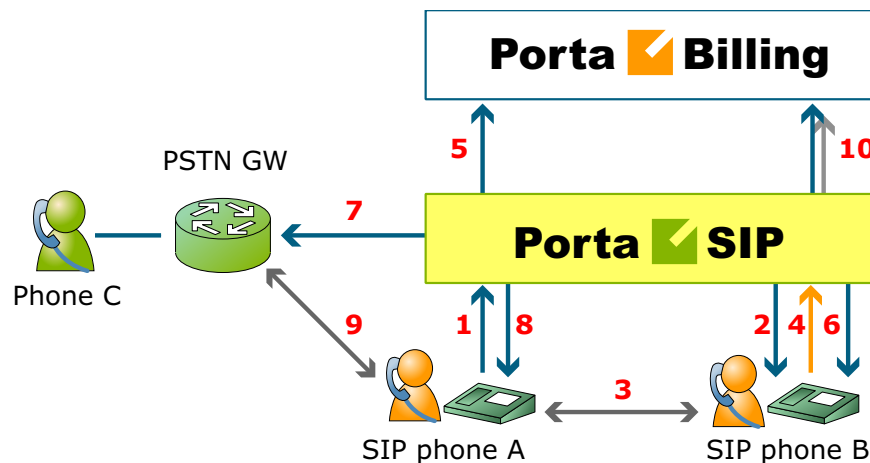 Porta Billing
5
10
PSTN GW
7
Porta SIP
Phone C
9
1
8
2
4
6
3
SIP phone A
SIP phone B